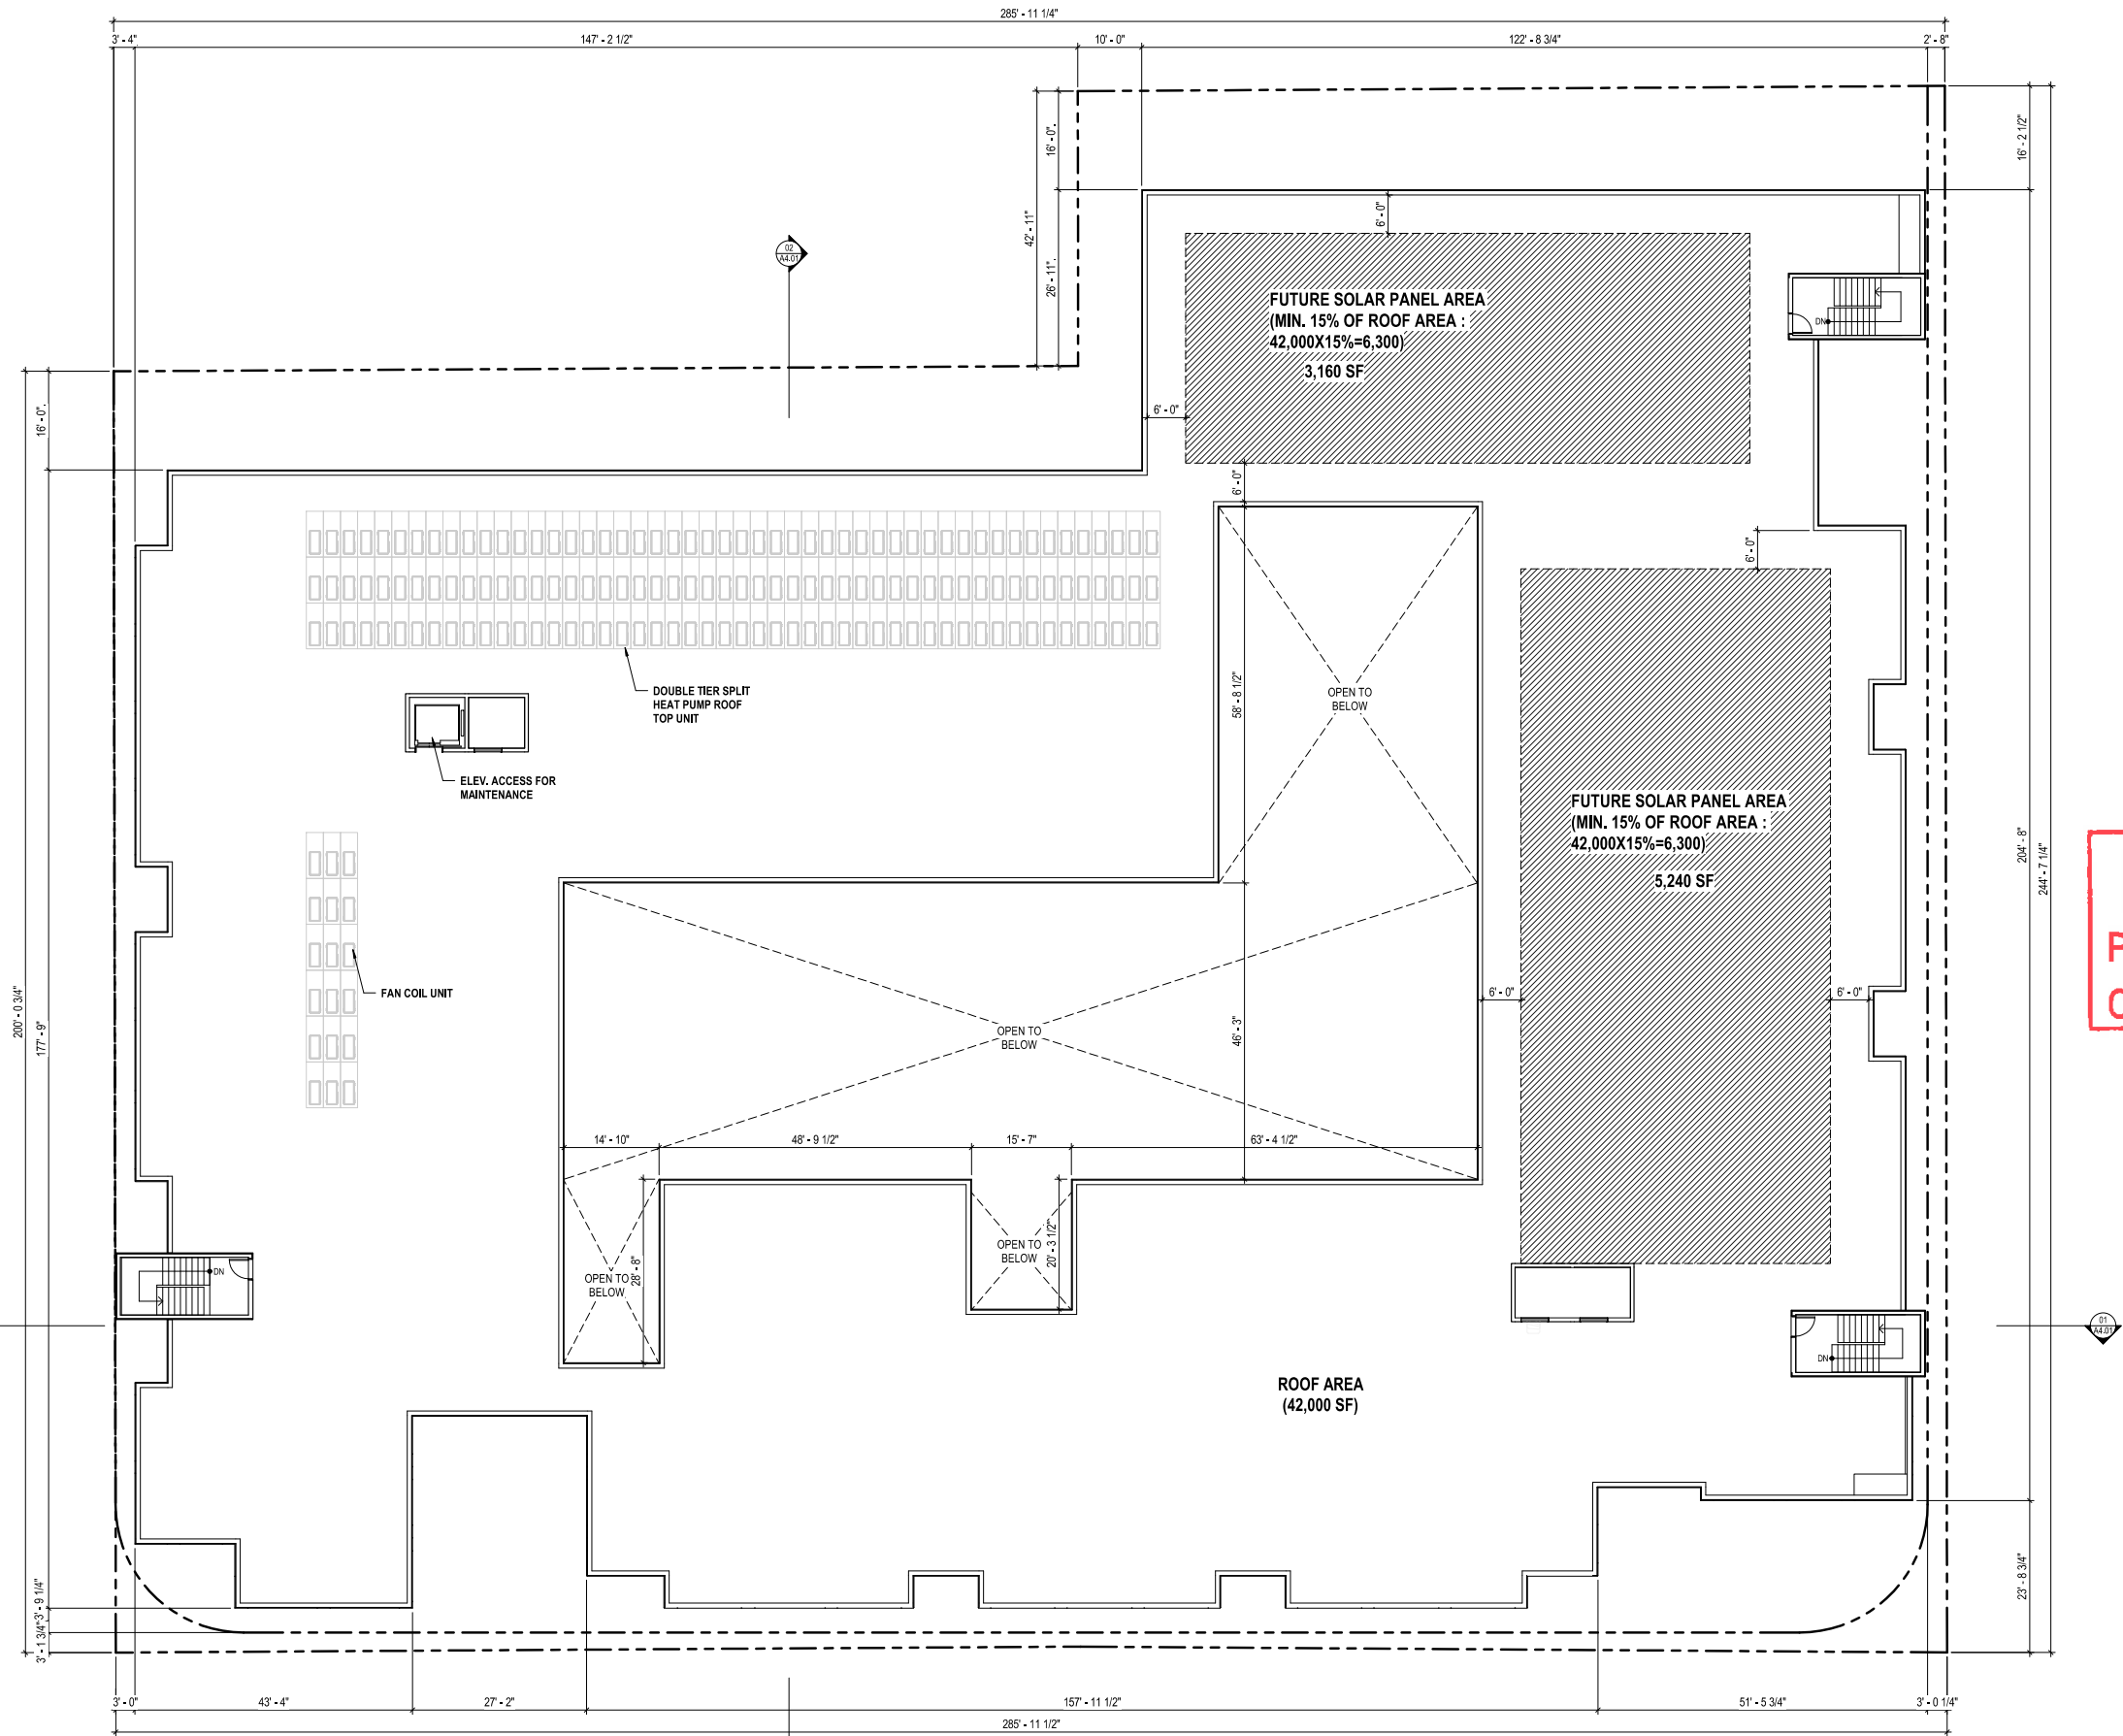 285' - 11 1/4"
3' - 4"
147' - 2 1/2"
10' - 0"
122' - 8 3/4"
2' - 8"
16' - 0".
42' - 11"
26' - 11".
16' - 2 1/2"
02
A4.01
6' - 0"
FUTURE SOLAR PANEL AREA
(MIN. 15% OF ROOF AREA :
42,000X15%=6,300)
3,160 SF
DN
6' - 0"
16' - 0".
6' - 0"
6' - 0"
DOUBLE TIER SPLIT
HEAT PUMP ROOF
TOP UNIT
OPEN TO
BELOW
58' - 8 1/2"
ELEV. ACCESS FOR
MAINTENANCE
FUTURE SOLAR PANEL AREA
(MIN. 15% OF ROOF AREA :
42,000X15%=6,300)
5,240 SF
204' - 8"
244' - 7 1/4"
P
FAN COIL UNIT
6' - 0"
6' - 0"
200' - 0 3/4"
177' - 9"
OPEN TO
BELOW
46' - 3"
14' - 10"
48' - 9 1/2"
15' - 7"
63' - 4 1/2"
OPEN TO
BELOW
28' - 8"
OPEN TO
BELOW
20' - 3 1/2"
DN
01
A4.01
DN
ROOF AREA
(42,000 SF)
3' - 9 1/4"
3' - 1 3/4"
23' - 8 3/4"
3' - 0"
43' - 4"
27' - 2"
157' - 11 1/2"
51' - 5 3/4"
3' - 0 1/4"
285' - 11 1/2"